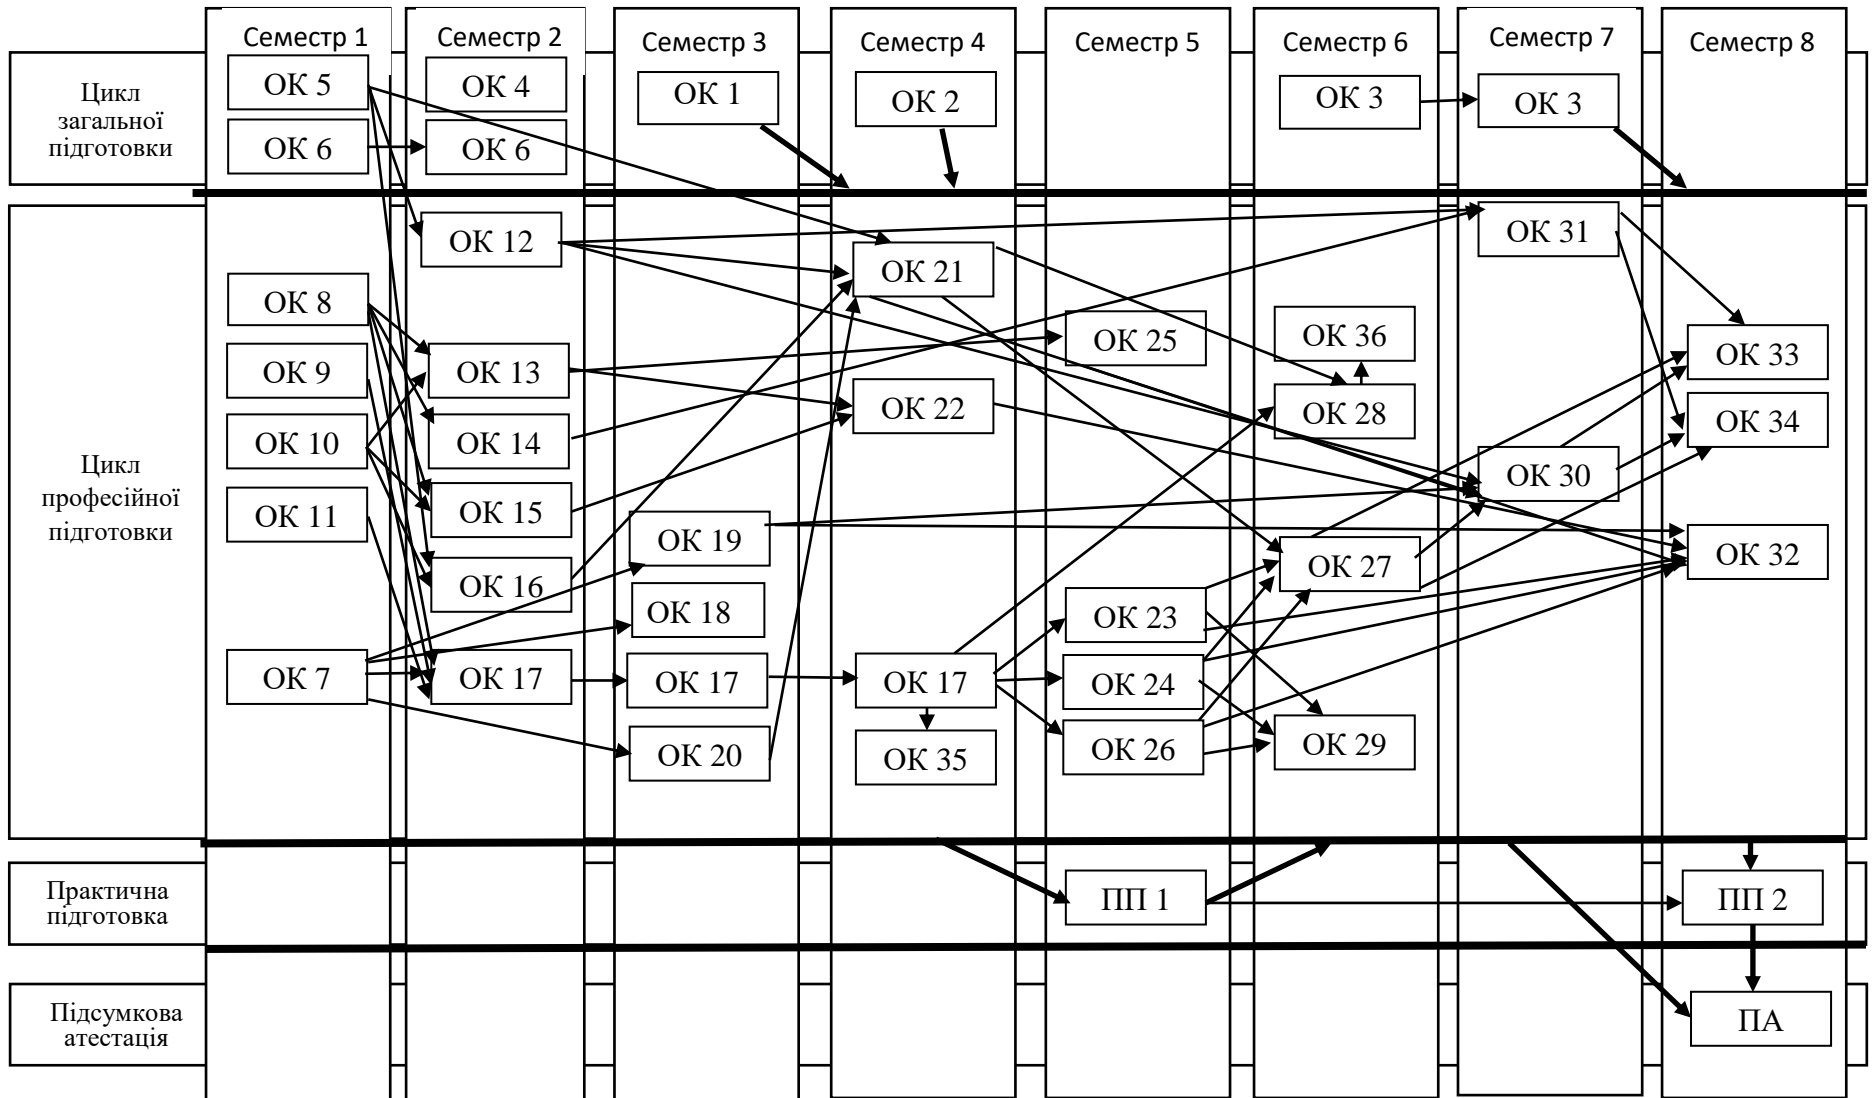 Семестр 1
Семестр 2
Семестр 3
Семестр 4
Семестр 5
Семестр 6
Семестр 7
Семестр 8
Цикл
загальної
підготовки
ОК 5
ОК 4
ОК 1
ОК 2
ОК 3
ОК 3
ОК 6
ОК 6
Цикл
професійної
підготовки
ОК 12
ОК 21
ОК 31
ОК 8
ОК 25
ОК 36
ОК 33
ОК 9
ОК 13
ОК 22
ОК 28
ОК 34
ОК 10
ОК 14
ОК 30
ОК 11
ОК 15
ОК 19
ОК 27
ОК 32
ОК 16
ОК 18
ОК 23
ОК 7
ОК 17
ОК 17
ОК 17
ОК 24
ОК 20
ОК 35
ОК 26
ОК 29
Практична
підготовка
ПП 1
ПП 2
Підсумкова
атестація
ПА